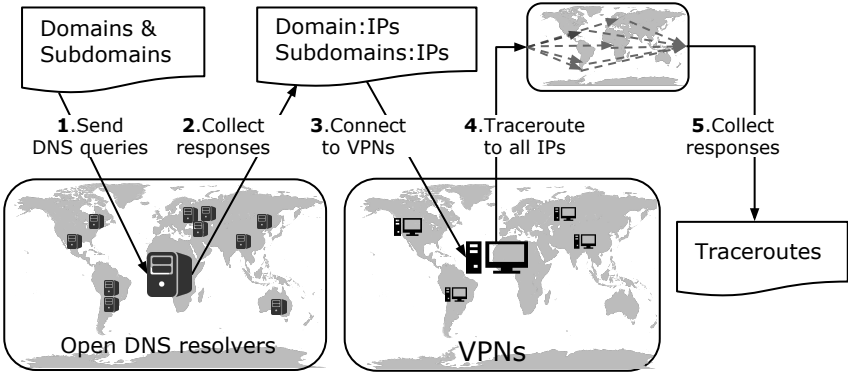 Domains &
Subdomains
Domain:IPs
Subdomains:IPs
1.Send
DNS queries
2.Collect
responses
3.Connect
to VPNs
4.Traceroute
to all IPs
5.Collect
responses
Open DNS resolvers
VPNs
Traceroutes